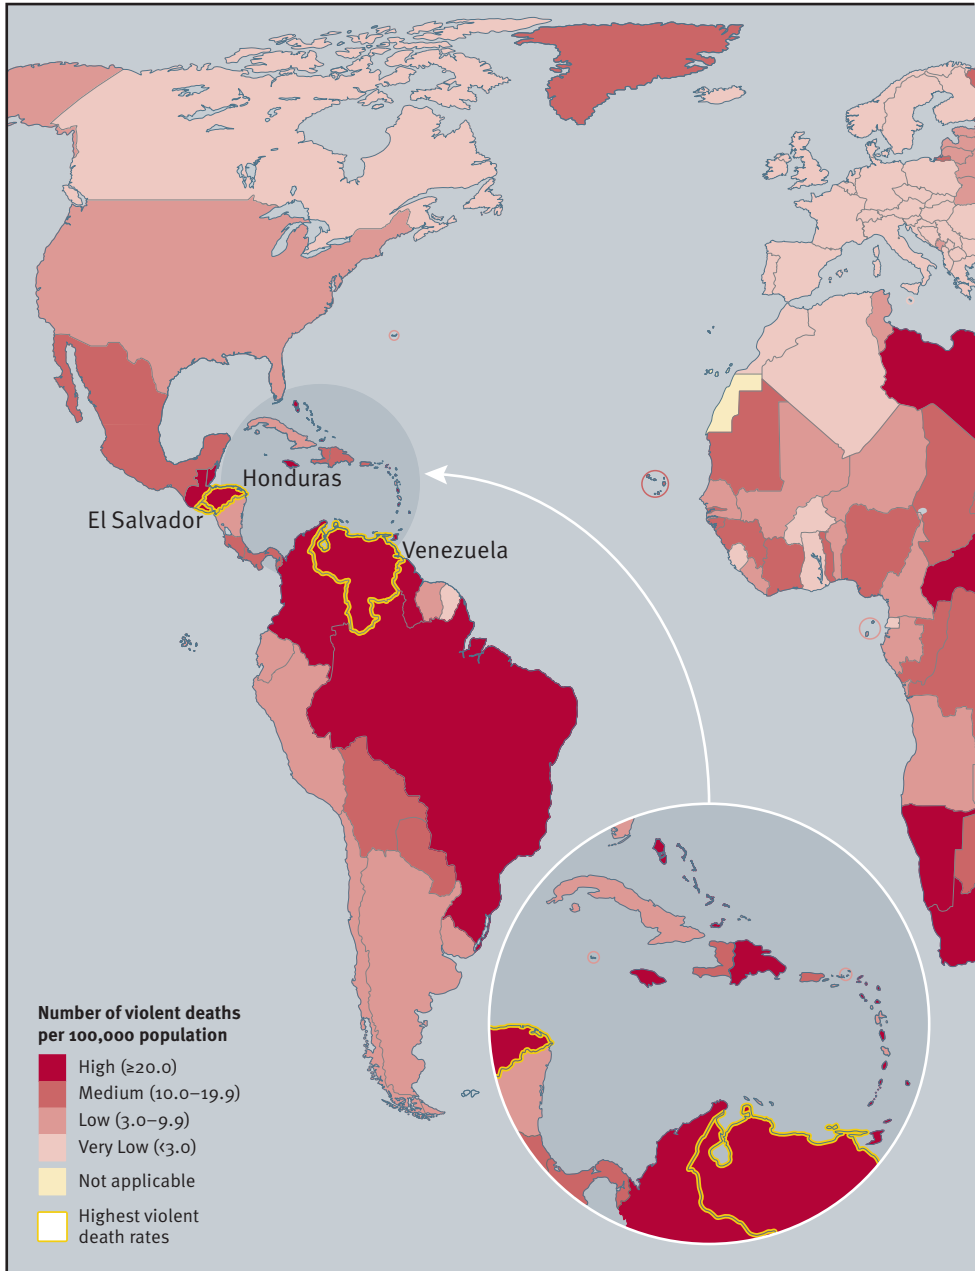 Honduras
El Salvador
Venezuela
Number of violent deaths
per 100,000 population
High (≥20.0)
Medium (10.0–19.9)
Low (3.0–9.9)
Very Low (<3.0)
Not applicable
Highest violent
death rates